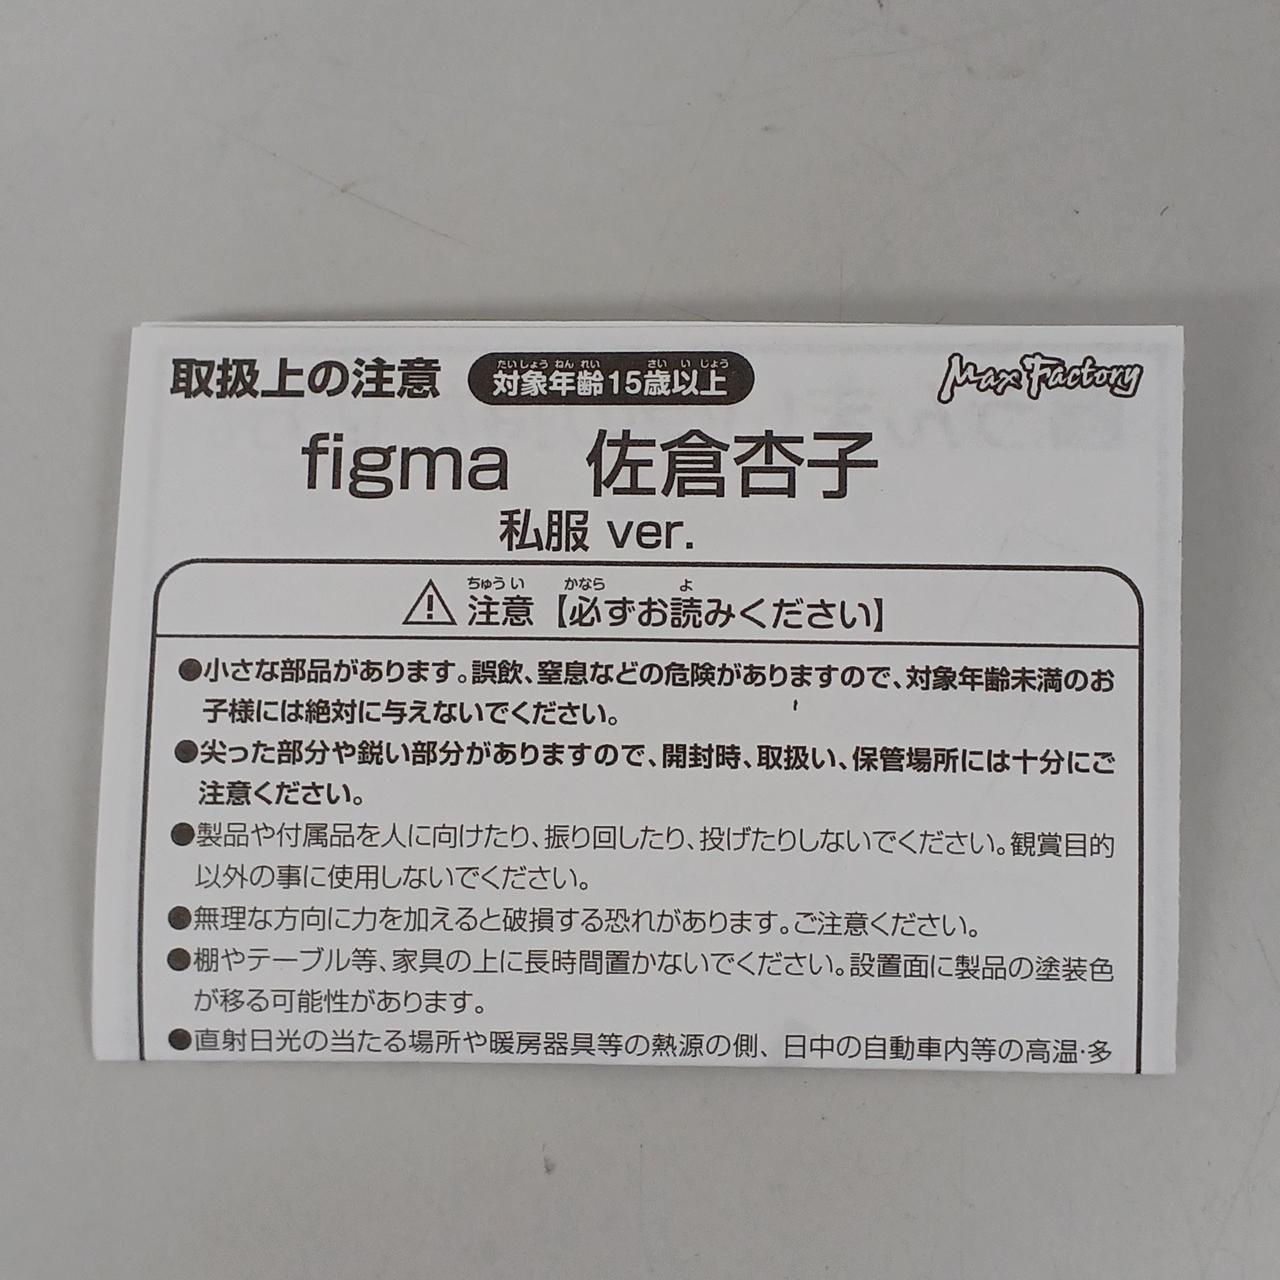 取扱上の注意 対象年齢15歳以上 Max Factory
たいしょう ねん れい さい い じょう
figma 佐倉杏子
私服 ver.
ちゅう い かなら よ
注意【必ずお読みください】
●小さな部品があります。誤飲、窒息などの危険がありますので、対象年齢未満のお
子様には絶対に与えないでください。
●尖った部分や鋭い部分がありますので、開封時、取扱い、保管場所には十分にご
注意ください。
●製品や付属品を人に向けたり、振り回したり、投げたりしないでください。観賞目的
以外の事に使用しないでください。
●無理な方向に力を加えると破損する恐れがあります。ご注意ください。
●棚やテーブル等、家具の上に長時間置かないでください。設置面に製品の塗装色
が移る可能性があります。
●直射日光の当たる場所や暖房器具等の熱源の側、日中の自動車内等の高温・多